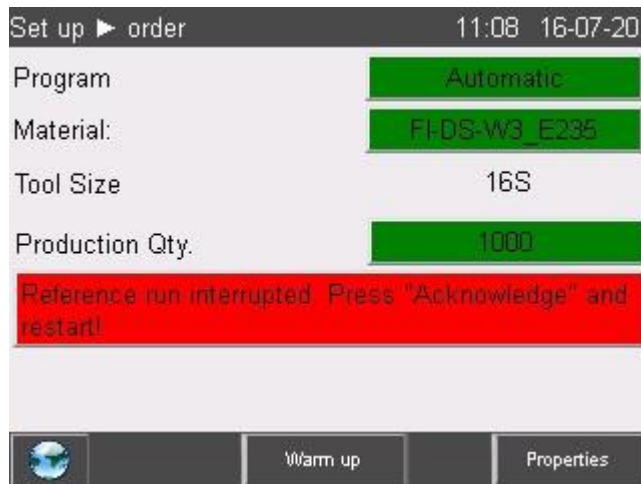 Set up ► order 11:08 16-07-20
Program Automatic
Material: FI-DS-W3_E235
Tool Size 16S
Production Qty. 1000
Reference run interrupted. Press "Acknowledge" and
restart!
Warm up Properties